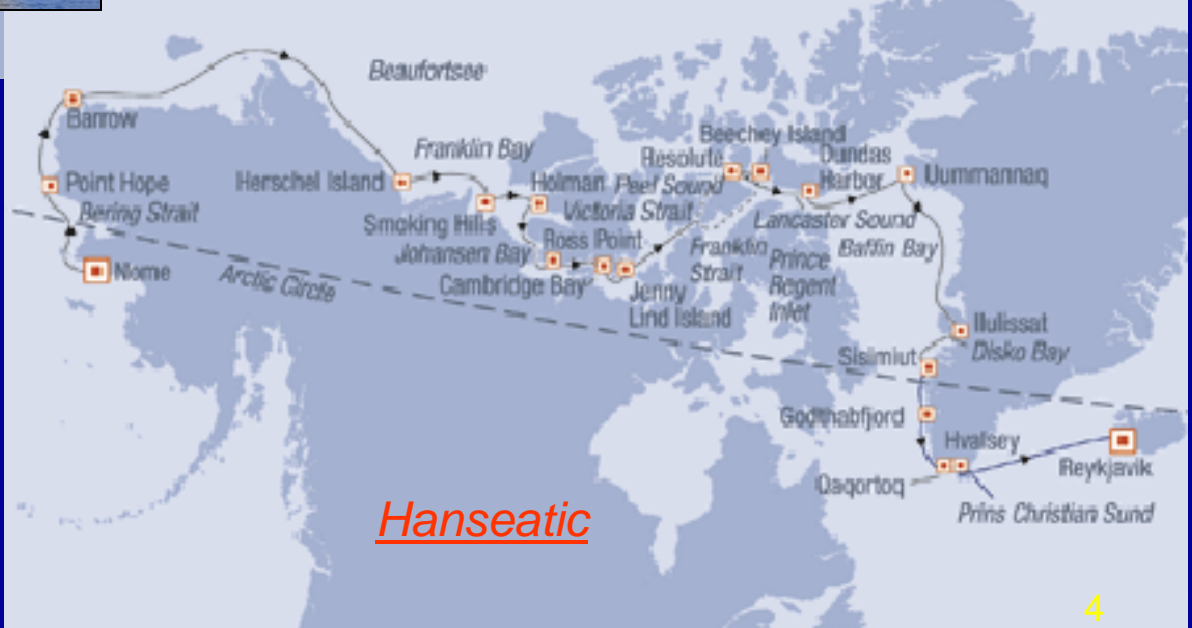 Beaufortsee
Barrow
Beechey Island
Franklin Bay
Resolute
Dundas
Harbor
Point Hope
Herschel Island
Holman
Peel Sound
Uummannaq
Bering Strait
Smoking Hills
Victoria Strait
Lancaster Sound
Johansen Bay
Ross Point
Franklin
Strait
Baffin Bay
Nome
Arctic Circle
Cambridge Bay
Prince
Regent
Inlet
Jenny
Lind Island
Illulissat
Disko Bay
Sisimiut
Godthabfjord
Hvalsey
Reykjavik
Qaqortoq
Prins Christian Sund
Hanseatic
4